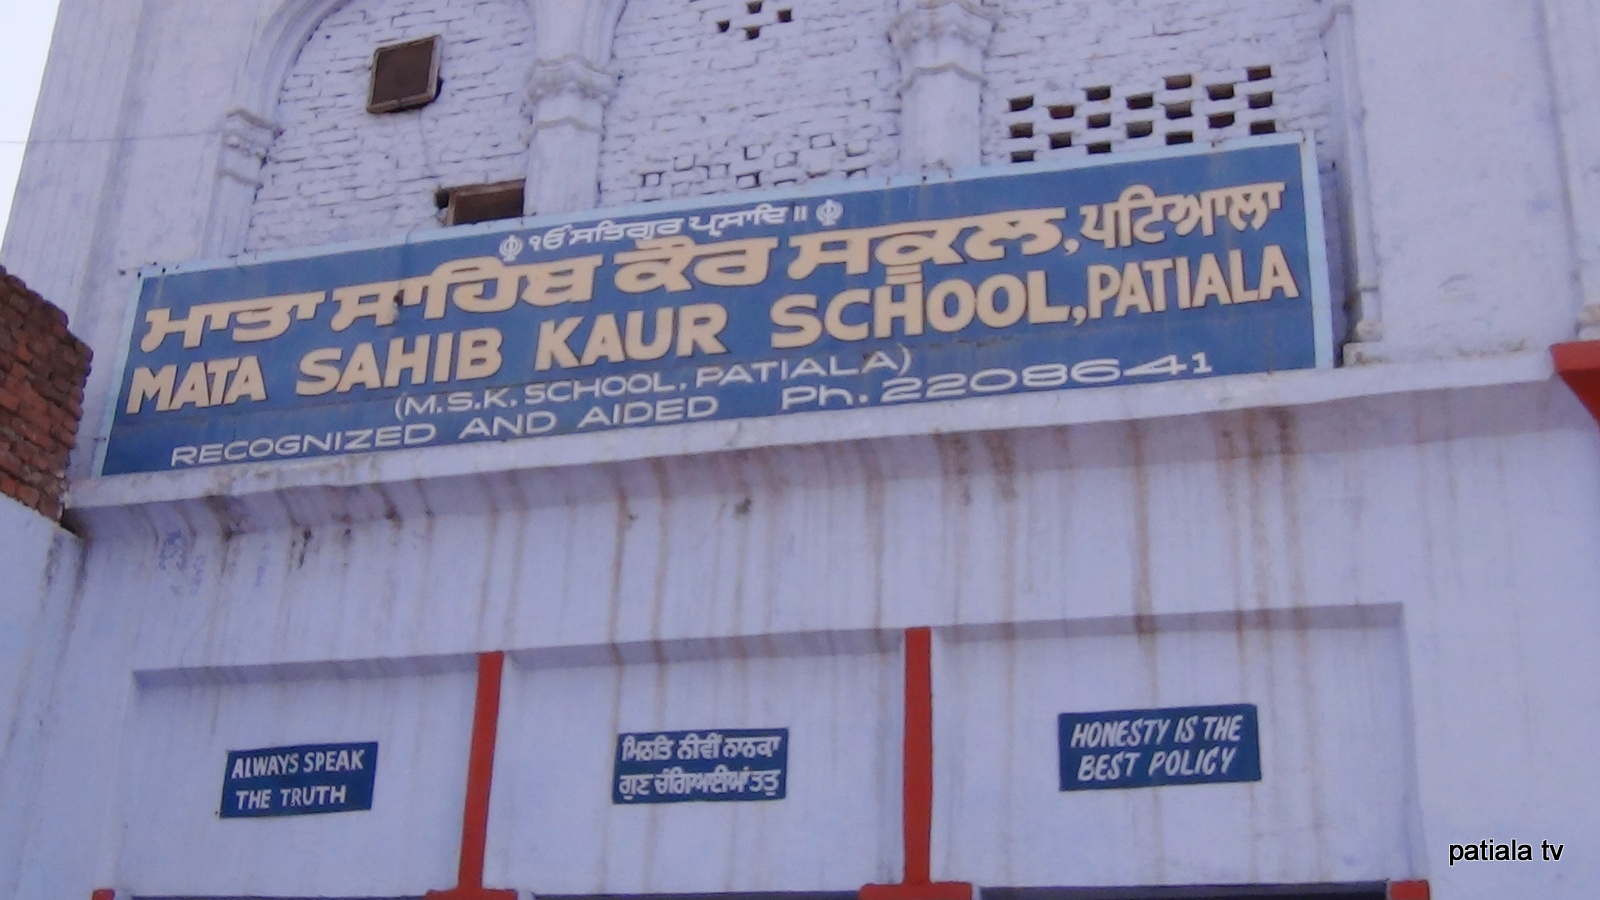 ੴ ਸਤਿਗੁਰ ਪ੍ਰਸਾਦਿ ॥
ਮਾਤਾ ਸਾਹਿਬ ਕੌਰ ਸਕੂਲ, ਪਟਿਆਲਾ
MATA SAHIB KAUR SCHOOL, PATIALA
(M.S.K. SCHOOL, PATIALA)
RECOGNIZED AND AIDED Ph. 2208641
ALWAYS SPEAK
THE TRUTH
ਮਿਠਤਿ ਨੀਵੀਂ ਨਾਨਕਾ
ਗੁਣ ਚੰਗਿਆਈਆਂ ਤਤੁ
HONESTY IS THE
BEST POLICY
patiala tv